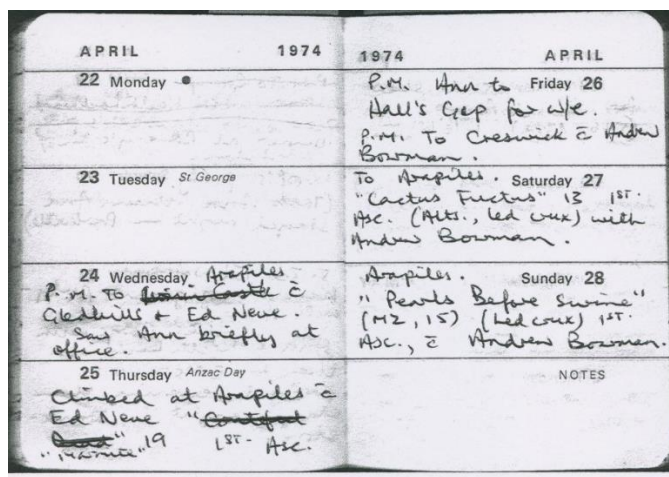 APRIL 1974
22 Monday
23 Tuesday St George
24 Wednesday Arapiles
P.M. TO c̄
Gledhills + Ed Neve.
Saw Ann briefly at
office.
25 Thursday Anzac Day
Climbed at Arapiles c̄
Ed Neve "
" 19 1ST. Asc.
1974 APRIL
P.M. Ann to Friday 26
Hall's Gap for w/e.
P.M. To Creswick c̄ Andrew
Bowman.
To Arapiles. Saturday 27
"Cactus Fuctus" 13 1ST.
Asc. (Alts., led crux) with
Andrew Bowman.
Arapiles. Sunday 28
"Pearls Before Swine"
(M2, 15) (led crux) 1ST.
Asc., c̄ Andrew Bowman.
NOTES